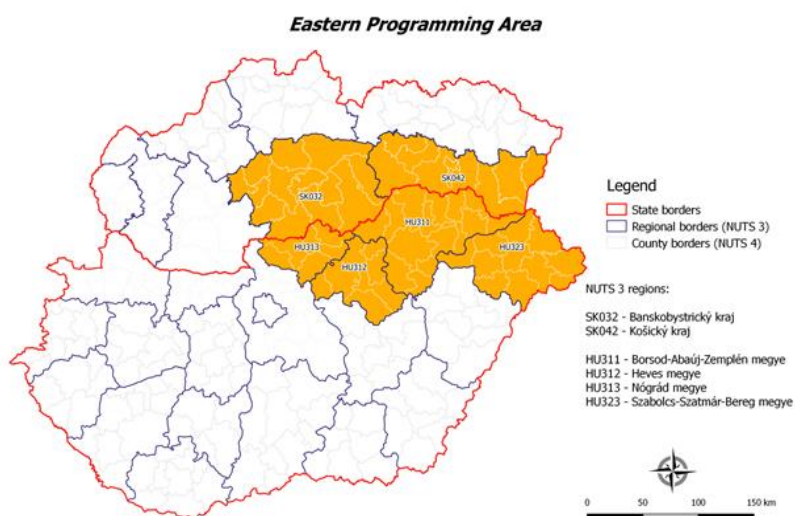 Eastern Programming Area
SK032
SK042
HU311
HU313
HU312
HU323
Legend
State borders
Regional borders (NUTS 3)
County borders (NUTS 4)
NUTS 3 regions:
SK032 - Banskobystrický kraj
SK042 - Košický kraj
HU311 - Borsod-Abaúj-Zemplén megye
HU312 - Heves megye
HU313 - Nógrád megye
HU323 - Szabolcs-Szatmár-Bereg megye
0 50 100 150 km